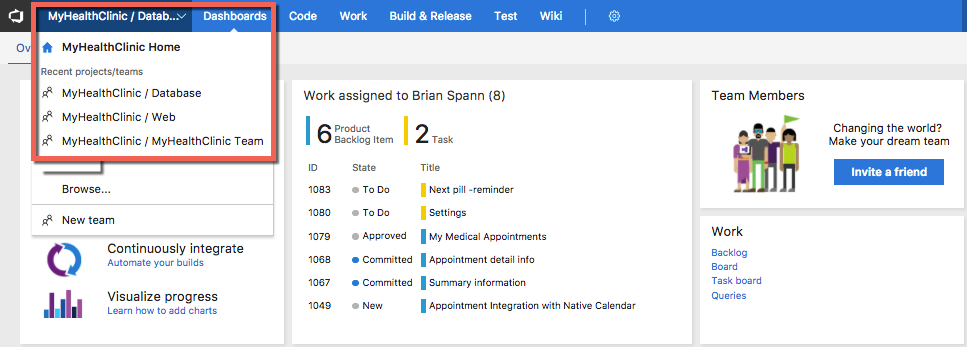 MyHealthClinic / Datab...
Dashboards
Code
Work
Build & Release
Test
Wiki
Ov
MyHealthClinic Home
Recent projects/teams
MyHealthClinic / Database
MyHealthClinic / Web
MyHealthClinic / MyHealthClinic Team
Browse...
New team
Continuously integrate
Automate your builds
Visualize progress
Learn how to add charts
Work assigned to Brian Spann (8)
6 Product
Backlog Item
2 Task
ID State Title
1083 To Do Next pill -reminder
1080 To Do Settings
1079 Approved My Medical Appointments
1068 Committed Appointment detail info
1067 Committed Summary information
1049 New Appointment Integration with Native Calendar
Team Members
Changing the world?
Make your dream team
Invite a friend
Work
Backlog
Board
Task board
Queries